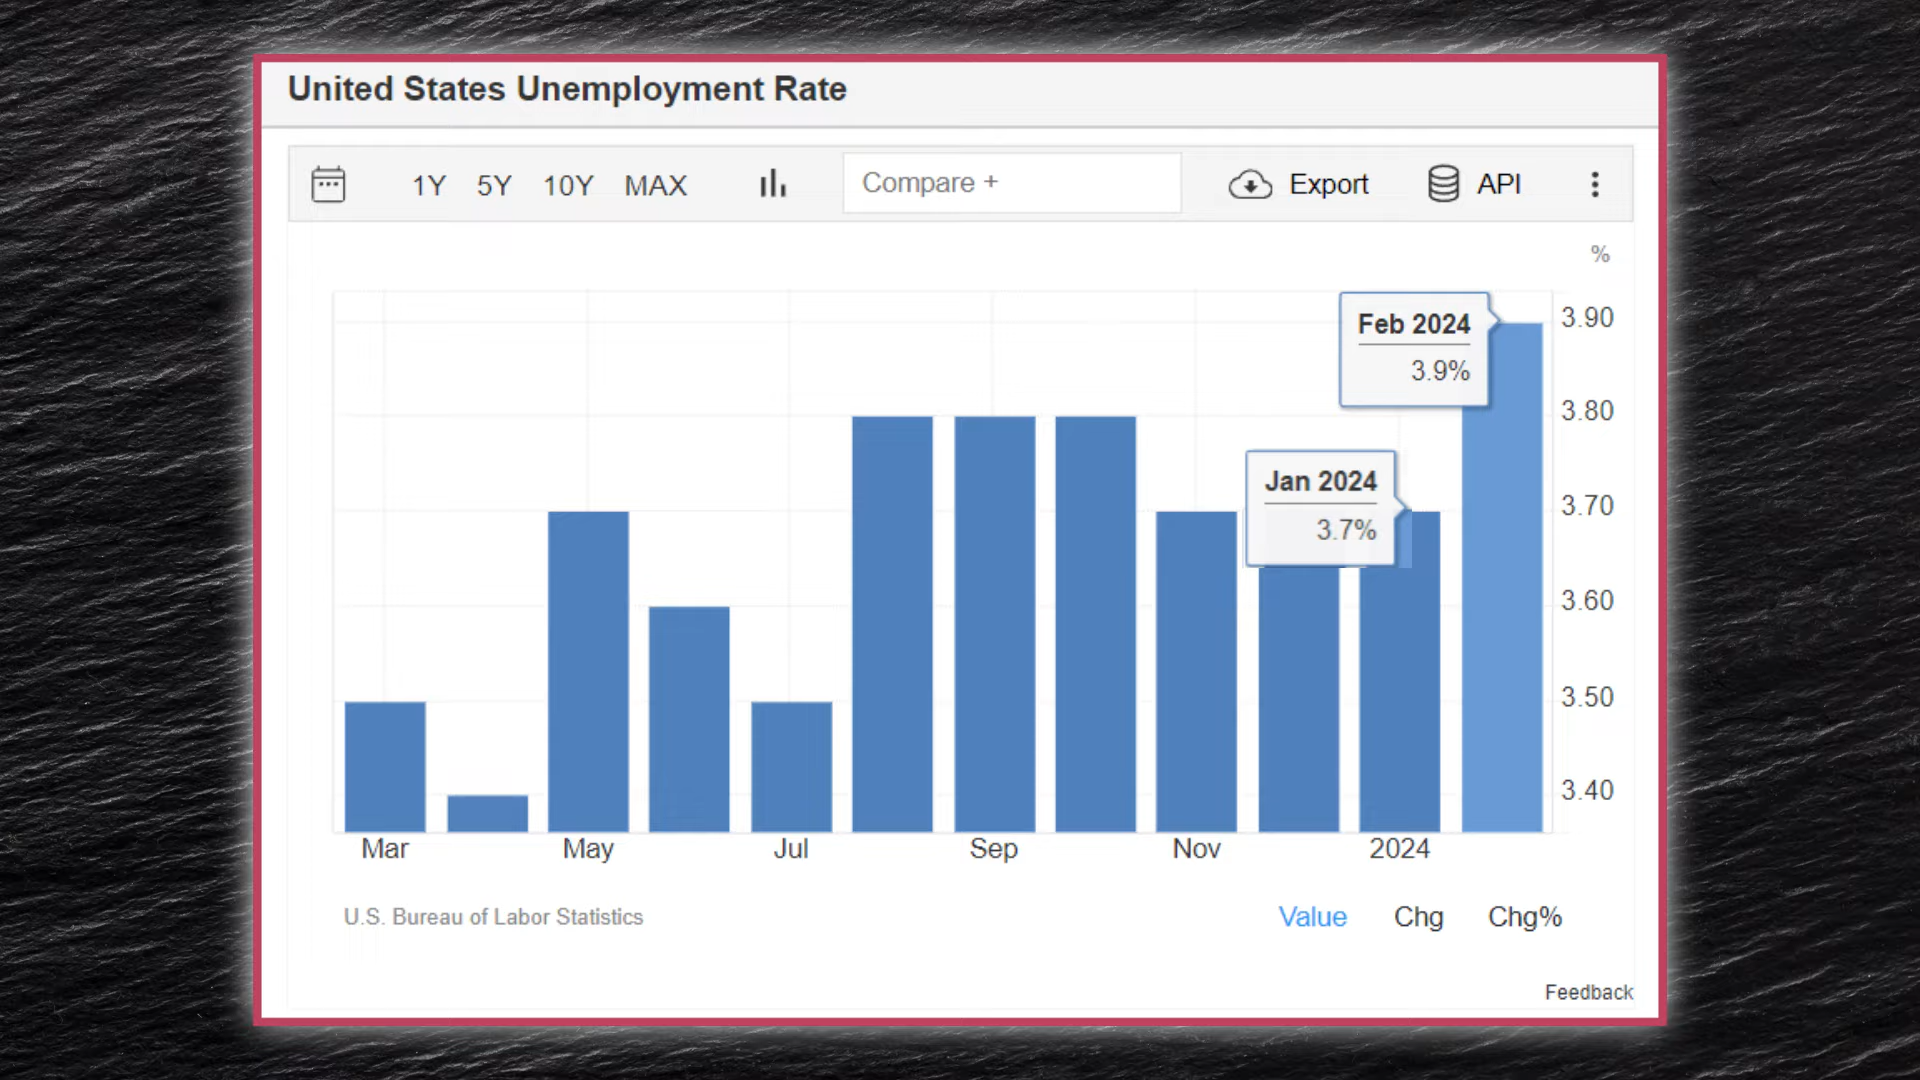 United States Unemployment Rate
1Y 5Y 10Y MAX Compare + Export API
%
Feb 2024
3.9%
Jan 2024
3.7%
3.90
3.80
3.70
3.60
3.50
3.40
Mar May Jul Sep Nov 2024
U.S. Bureau of Labor Statistics Value Chg Chg%
Feedback